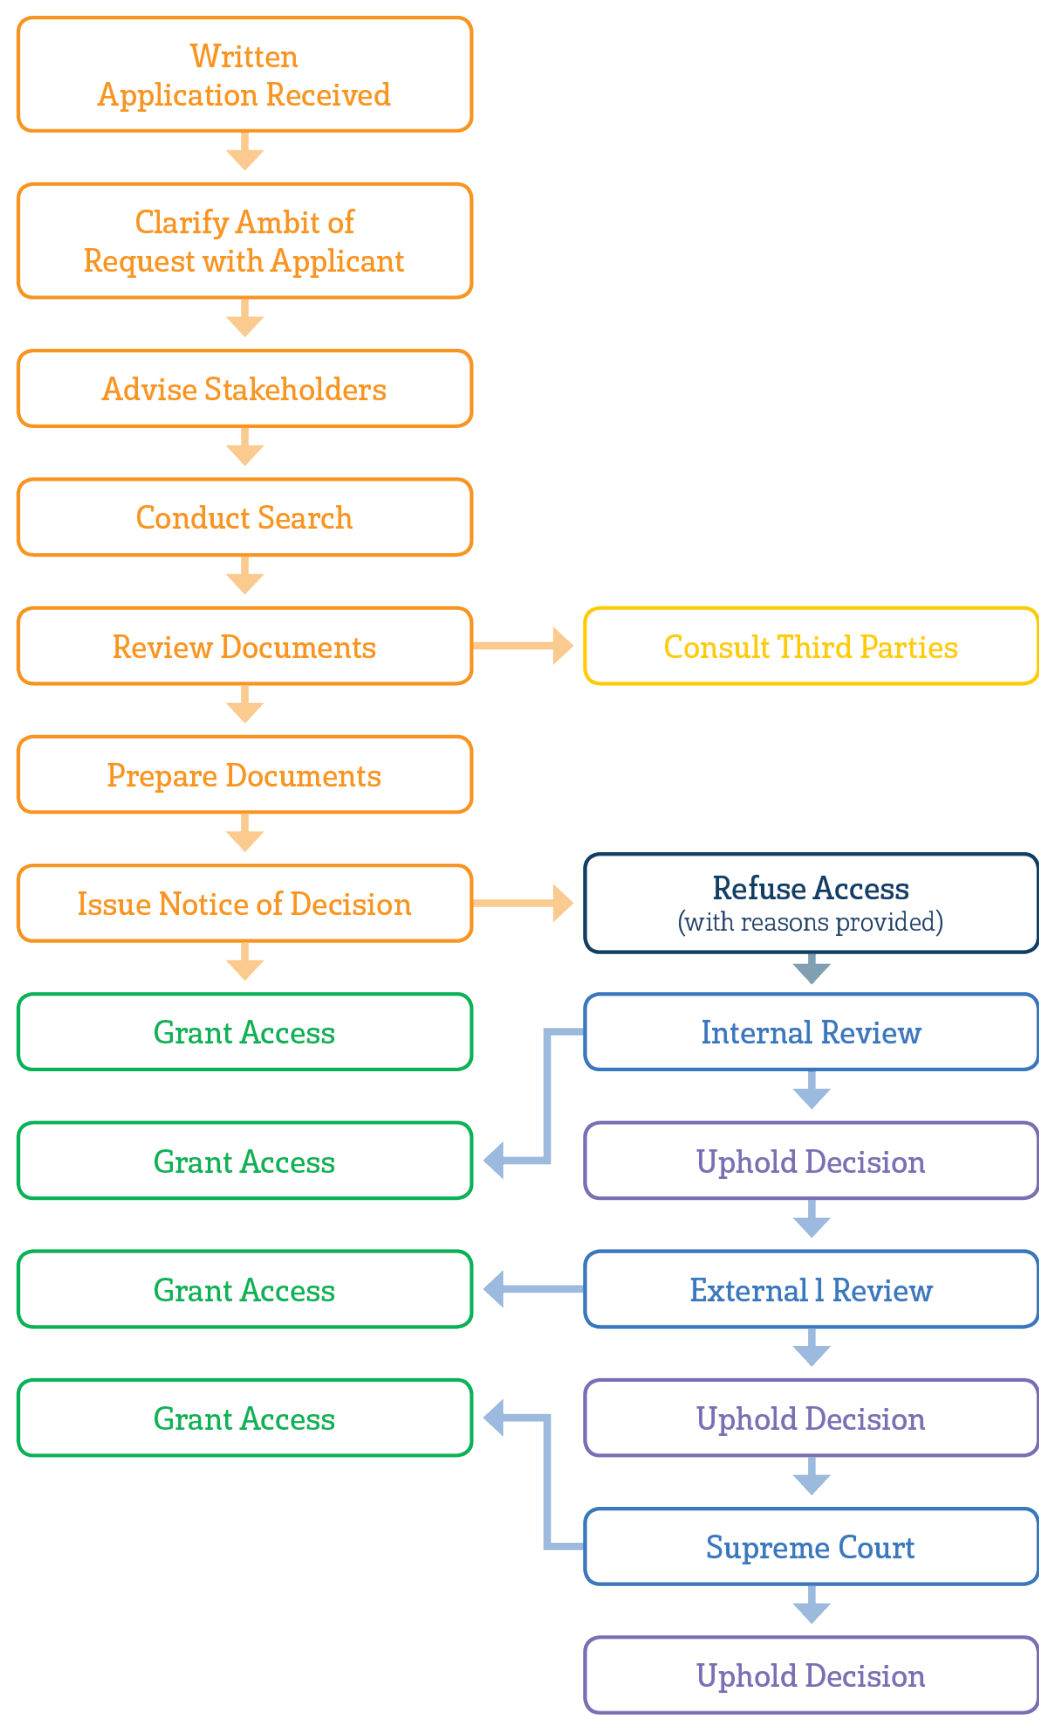 Written
Application Received
Clarify Ambit of
Request with Applicant
Advise Stakeholders
Conduct Search
Review Documents
Consult Third Parties
Prepare Documents
Issue Notice of Decision
Refuse Access
(with reasons provided)
Grant Access
Internal Review
Grant Access
Uphold Decision
Grant Access
External l Review
Grant Access
Uphold Decision
Supreme Court
Uphold Decision